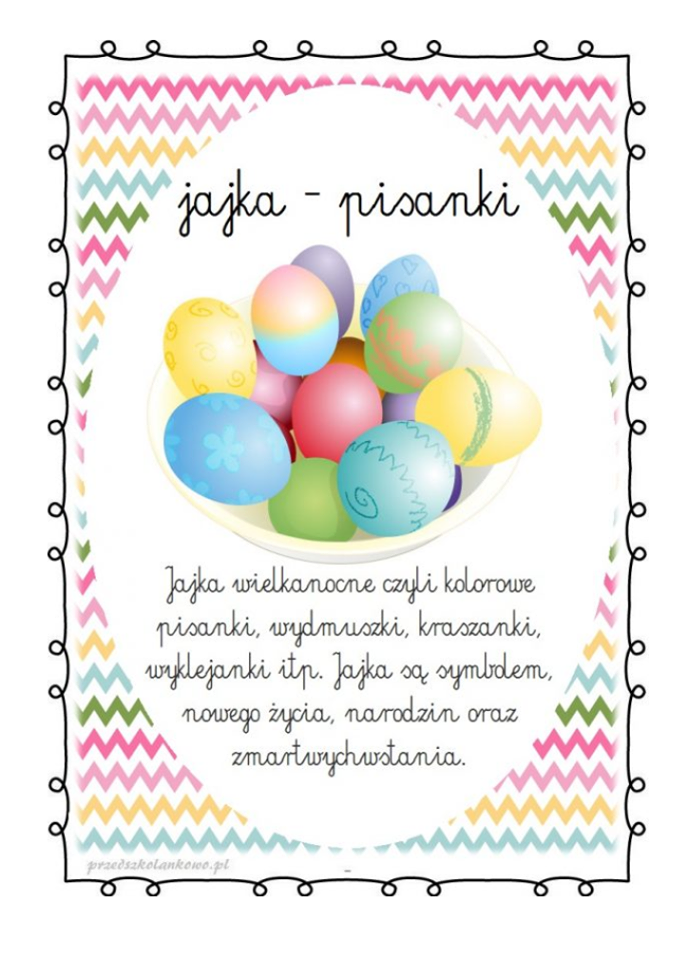 jajka - pisanki
Jajka wielkanocne czyli kolorowe
pisanki, wydmuszki, kraszanki,
wyklejanki itp. Jajka są symbolem,
nowego życia, narodzin oraz
zmartwychwstania.
przedszkolankowo.pl